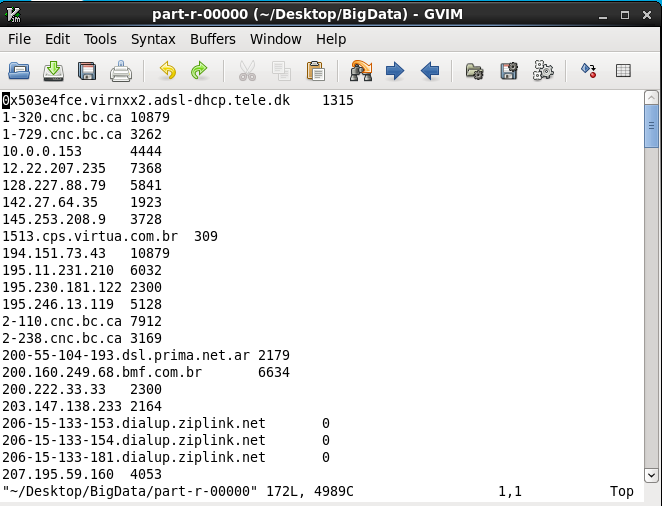 part-r-00000 (~/Desktop/BigData) - GVIM
File Edit Tools Syntax Buffers Window Help
0x503e4fce.virnxx2.adsl-dhcp.tele.dk 1315
1-320.cnc.bc.ca 10879
1-729.cnc.bc.ca 3262
10.0.0.153 4444
12.22.207.235 7368
128.227.88.79 5841
142.27.64.35 1923
145.253.208.9 3728
1513.cps.virtua.com.br 309
194.151.73.43 10879
195.11.231.210 6032
195.230.181.122 2300
195.246.13.119 5128
2-110.cnc.bc.ca 7912
2-238.cnc.bc.ca 3169
200-55-104-193.dsl.prima.net.ar 2179
200.160.249.68.bmf.com.br 6634
200.222.33.33 2300
203.147.138.233 2164
206-15-133-153.dialup.ziplink.net 0
206-15-133-154.dialup.ziplink.net 0
206-15-133-181.dialup.ziplink.net 0
207.195.59.160 4053
"~/Desktop/BigData/part-r-00000" 172L, 4989C 1,1 Top